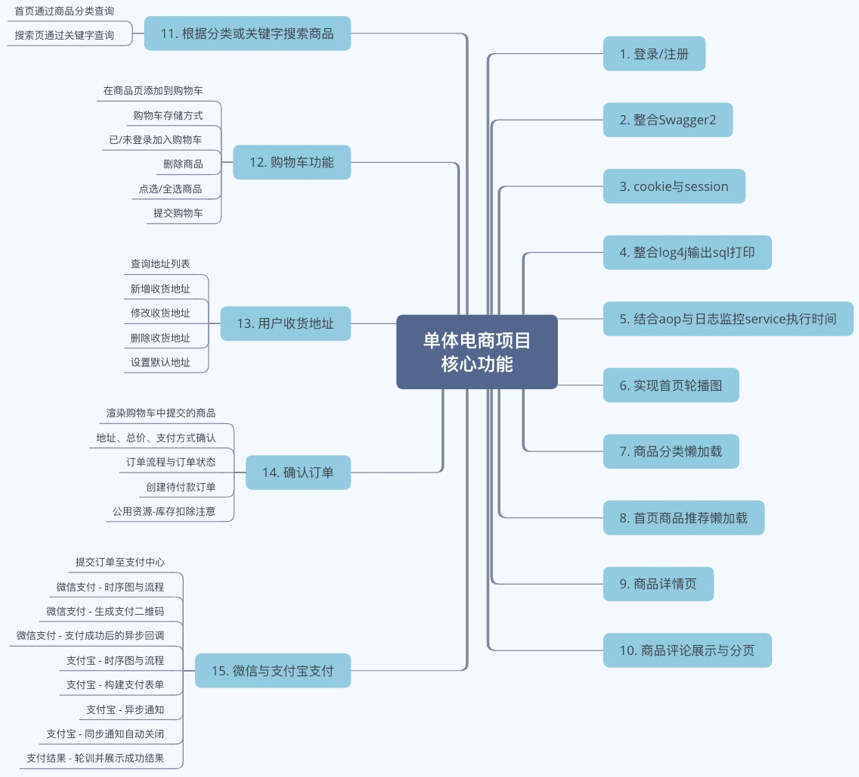 单体电商项目
核心功能
1. 登录/注册
2. 整合Swagger2
3. cookie与session
4. 整合log4j输出sql打印
5. 结合aop与日志监控service执行时间
6. 实现首页轮播图
7. 商品分类懒加载
8. 首页商品推荐懒加载
9. 商品详情页
10. 商品评论展示与分页
11. 根据分类或关键字搜索商品
首页通过商品分类查询
搜索页通过关键字查询
12. 购物车功能
在商品页添加到购物车
购物车存储方式
已/未登录加入购物车
删除商品
点选/全选商品
提交购物车
13. 用户收货地址
查询地址列表
新增收货地址
修改收货地址
删除收货地址
设置默认地址
14. 确认订单
渲染购物车中提交的商品
地址、总价、支付方式确认
订单流程与订单状态
创建待付款订单
公用资源-库存扣除注意
15. 微信与支付宝支付
提交订单至支付中心
微信支付 - 时序图与流程
微信支付 - 生成支付二维码
微信支付 - 支付成功后的异步回调
支付宝 - 时序图与流程
支付宝 - 构建支付表单
支付宝 - 异步通知
支付宝 - 同步通知自动关闭
支付结果 - 轮训并展示成功结果